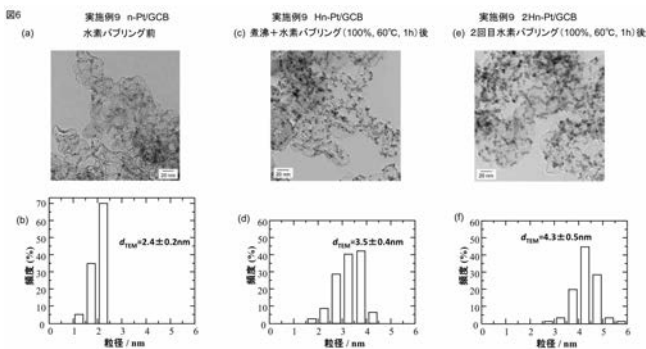 図6
実施例9 n-Pt/GCB
(a) 水素バブリング前
実施例9 Hn-Pt/GCB
(c) 煮沸+水素バブリング(100%, 60℃, 1h)後
実施例9 2Hn-Pt/GCB
(e) 2回目水素バブリング(100%, 60℃, 1h)後
20 nm
20 nm
20 nm
(b)
頻度(%)
70
60
50
40
30
20
10
0
dTEM=2.4±0.2nm
0 1 2 3 4 5 6
粒径 / nm
(d)
頻度(%)
50
40
30
20
10
0
dTEM=3.5±0.4nm
0 1 2 3 4 5 6
粒径 / nm
(f)
頻度(%)
50
40
30
20
10
0
dTEM=4.3±0.5nm
0 1 2 3 4 5 6
粒径 / nm